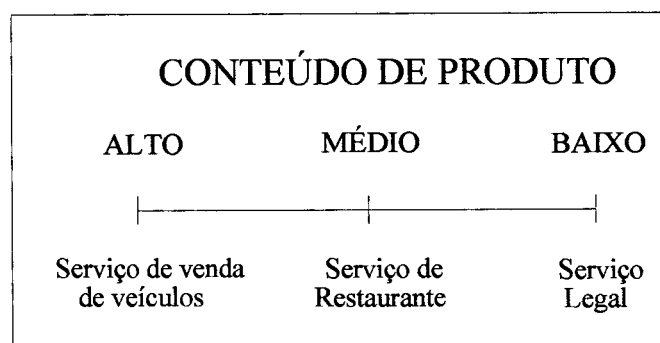 CONTEÚDO DE PRODUTO
ALTO MÉDIO BAIXO
Serviço de venda
de veículos
Serviço de
Restaurante
Serviço
Legal